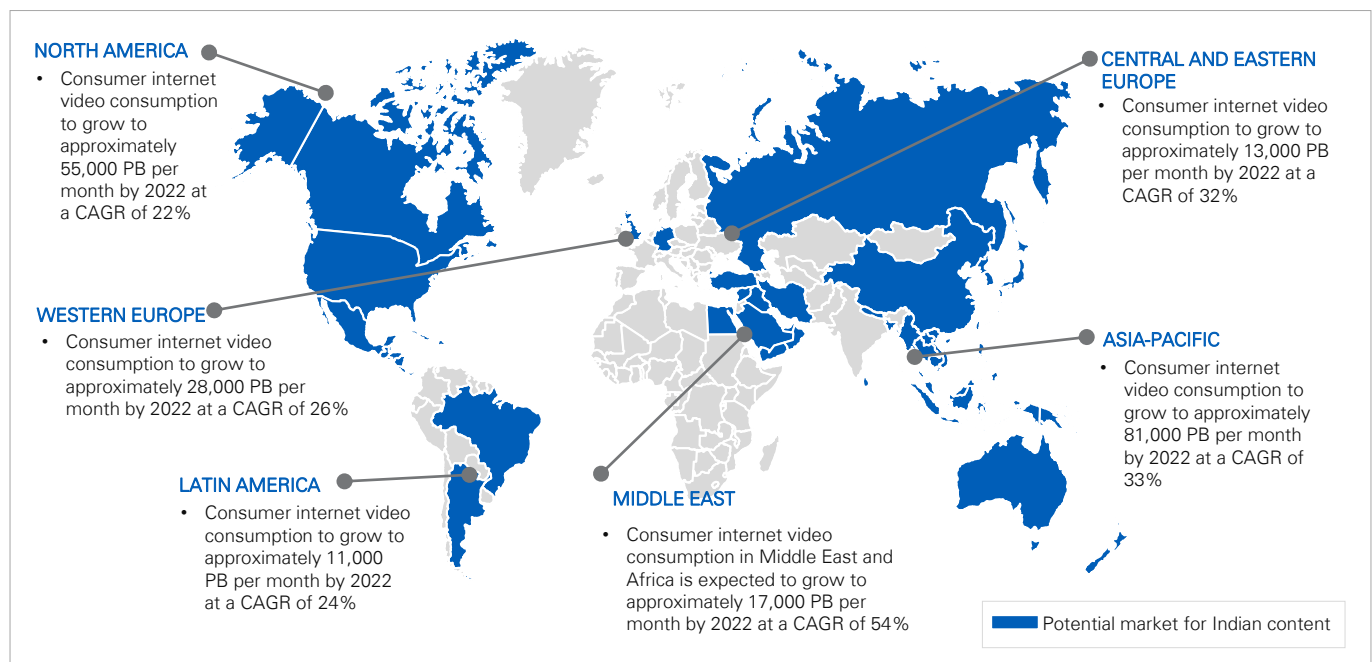 NORTH AMERICA
• Consumer internet
video consumption
to grow to
approximately
55,000 PB per
month by 2022 at
a CAGR of 22%
CENTRAL AND EASTERN
EUROPE
• Consumer internet video
consumption to grow to
approximately 13,000 PB
per month by 2022 at a
CAGR of 32%
WESTERN EUROPE
• Consumer internet video
consumption to grow to
approximately 28,000 PB per
month by 2022 at a CAGR of 26%
ASIA-PACIFIC
• Consumer internet
video consumption to
grow to approximately
81,000 PB per month
by 2022 at a CAGR of
33%
LATIN AMERICA
• Consumer internet video
consumption to grow to
approximately 11,000
PB per month by 2022
at a CAGR of 24%
MIDDLE EAST
• Consumer internet video
consumption in Middle East and
Africa is expected to grow to
approximately 17,000 PB per
month by 2022 at a CAGR of 54%
Potential market for Indian content